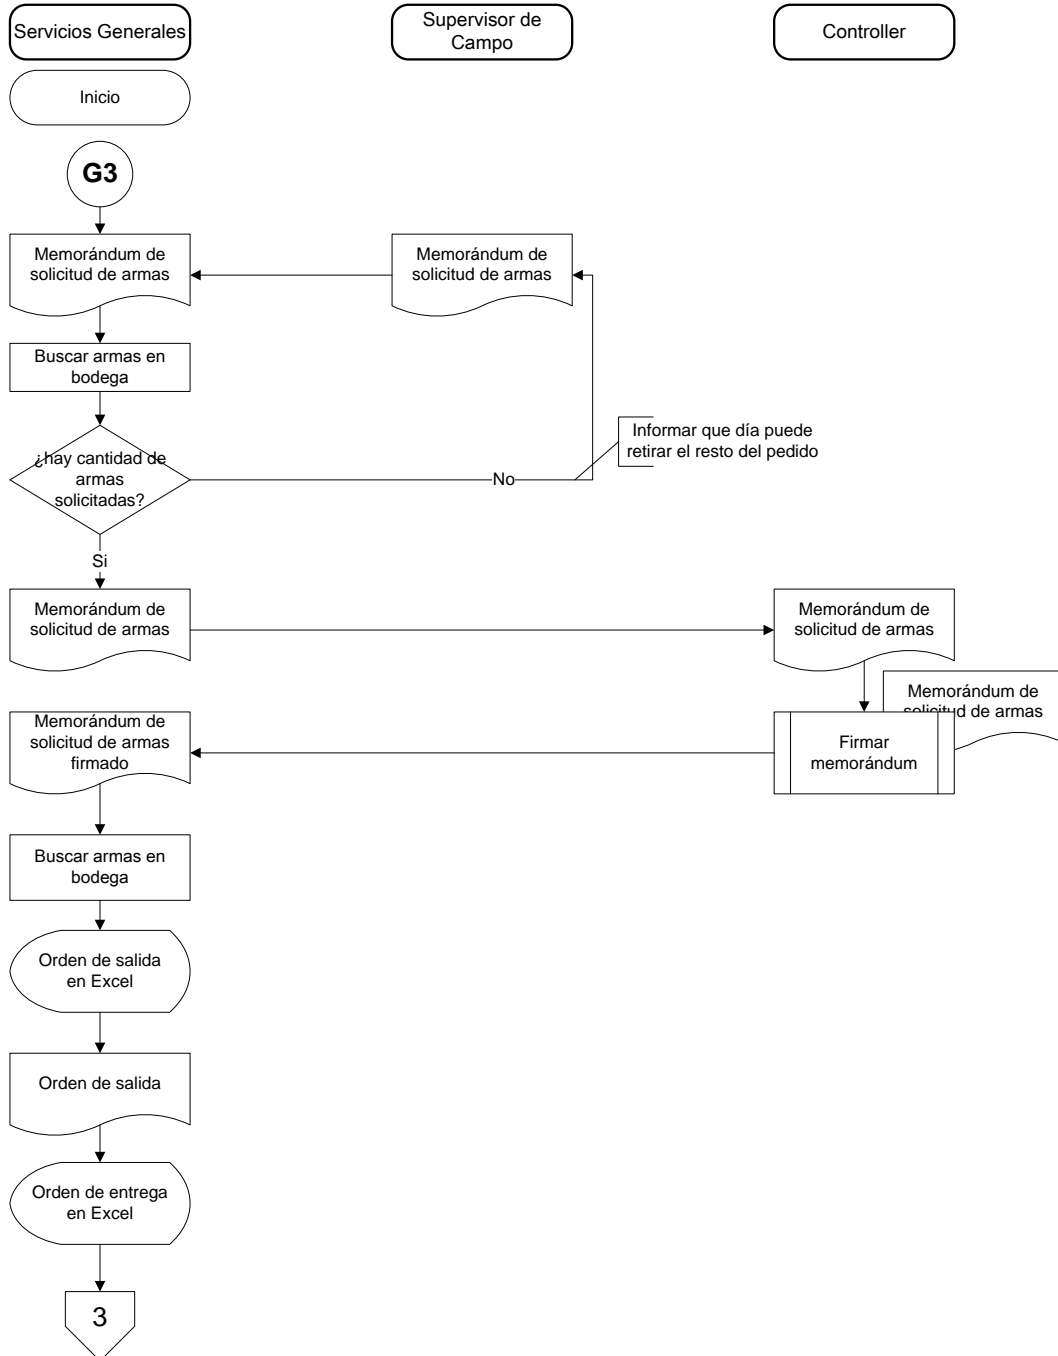 Servicios Generales
Supervisor de
Campo
Controller
Inicio
G3
Memorándum de
solicitud de armas
Memorándum de
solicitud de armas
Buscar armas en
bodega
¿hay cantidad de
armas
solicitadas?
No
Informar que día puede
retirar el resto del pedido
Si
Memorándum de
solicitud de armas
Memorándum de
solicitud de armas
Memorándum de
solicitud de armas
Memorándum de
solicitud de armas
firmado
Firmar
memorándum
Buscar armas en
bodega
Orden de salida
en Excel
Orden de salida
Orden de entrega
en Excel
3